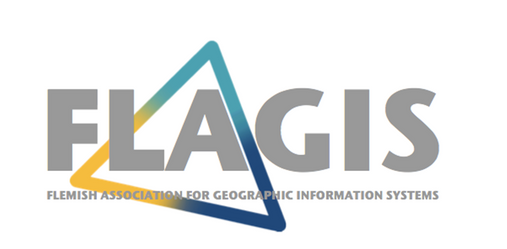 FLAGIS
FLEMISH ASSOCIATION FOR GEOGRAPHIC INFORMATION SYSTEMS